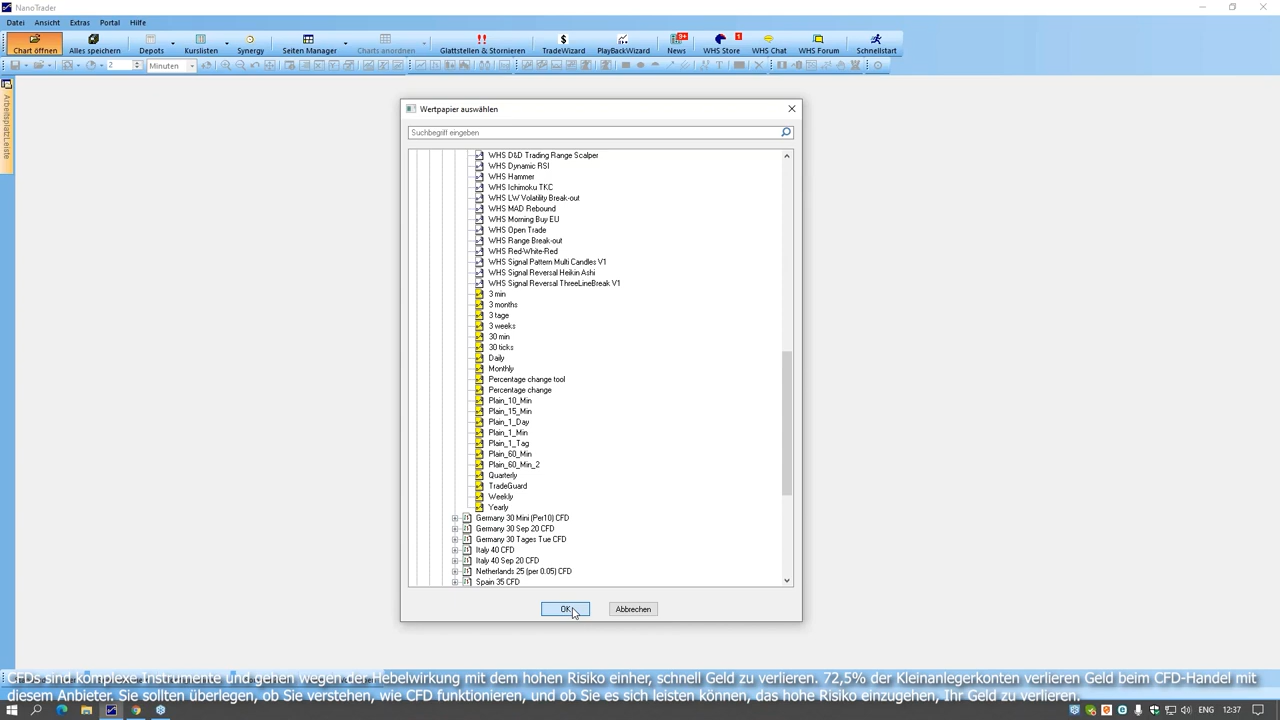 NanoTrader
Datei Ansicht Extras Portal Hilfe
Chart öffnen Alles speichern Depots Kurslisten Synergy Seiten Manager Charts anordnen Glattstellen & Stornieren TradeWizard PlayBackWizard News 9+ WHS Store 1 WHS Chat WHS Forum Schnellstart
2 Minuten
ArbeitsplatzLeiste
Wertpapier auswählen
Suchbegriff eingeben
WHS D&D Trading Range Scalper
WHS Dynamic RSI
WHS Hammer
WHS Ichimoku TKC
WHS LW Volatility Break-out
WHS MAD Rebound
WHS Morning Buy EU
WHS Open Trade
WHS Range Break-out
WHS Red-White-Red
WHS Signal Pattern Multi Candles V1
WHS Signal Reversal Heikin Ashi
WHS Signal Reversal ThreeLineBreak V1
3 min
3 months
3 tage
3 weeks
30 min
30 ticks
Daily
Monthly
Percentage change tool
Percentage change
Plain_10_Min
Plain_15_Min
Plain_1_Day
Plain_1_Min
Plain_1_Tag
Plain_60_Min
Plain_60_Min_2
Quarterly
TradeGuard
Weekly
Yearly
Germany 30 Mini (Per10) CFD
Germany 30 Sep 20 CFD
Germany 30 Tages Tue CFD
Italy 40 CFD
Italy 40 Sep 20 CFD
Netherlands 25 (per 0.05) CFD
Spain 35 CFD
OK Abbrechen
CFDs sind komplexe Instrumente und gehen wegen der Hebelwirkung mit dem hohen Risiko einher, schnell Geld zu verlieren. 72,5% der Kleinanlegerkonten verlieren Geld beim CFD-Handel mit
diesem Anbieter. Sie sollten überlegen, ob Sie verstehen, wie CFD funktionieren, und ob Sie es sich leisten können, das hohe Risiko einzugehen, Ihr Geld zu verlieren.
ENG 12:37